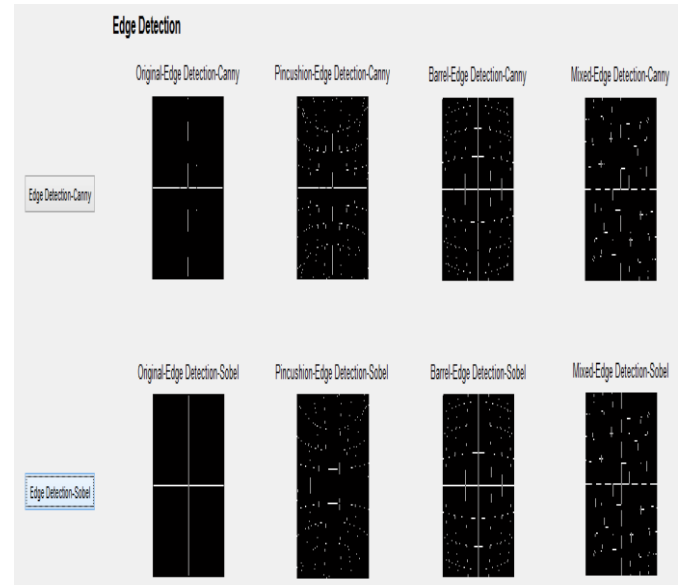 Edge Detection
Original-Edge Detection-Canny
Pincushion-Edge Detection-Canny
Barrel-Edge Detection-Canny
Mixed-Edge Detection-Canny
Edge Detection-Canny
Original-Edge Detection-Sobel
Pincushion-Edge Detection-Sobel
Barrel-Edge Detection-Sobel
Mixed-Edge Detection-Sobel
Edge Detection-Sobel